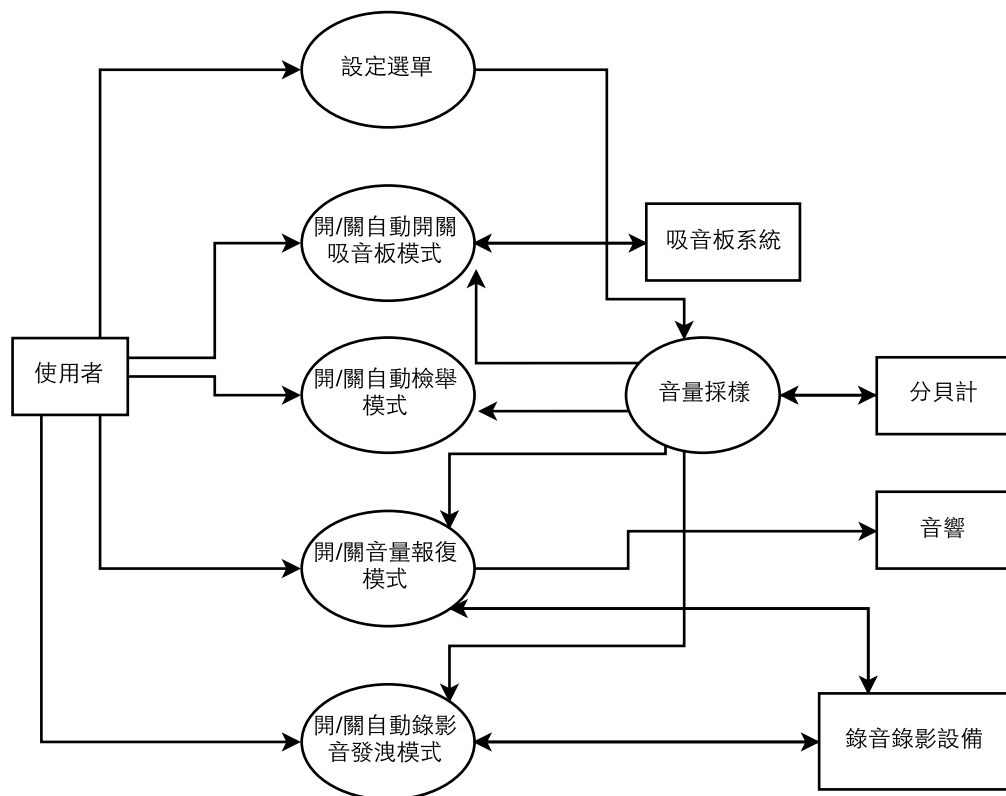 設定選單
開/關自動開關
吸音板模式
吸音板系統
使用者
開/關自動檢舉
模式
音量採樣
分貝計
開/關音量報復
模式
音響
開/關自動錄影
音發洩模式
錄音錄影設備